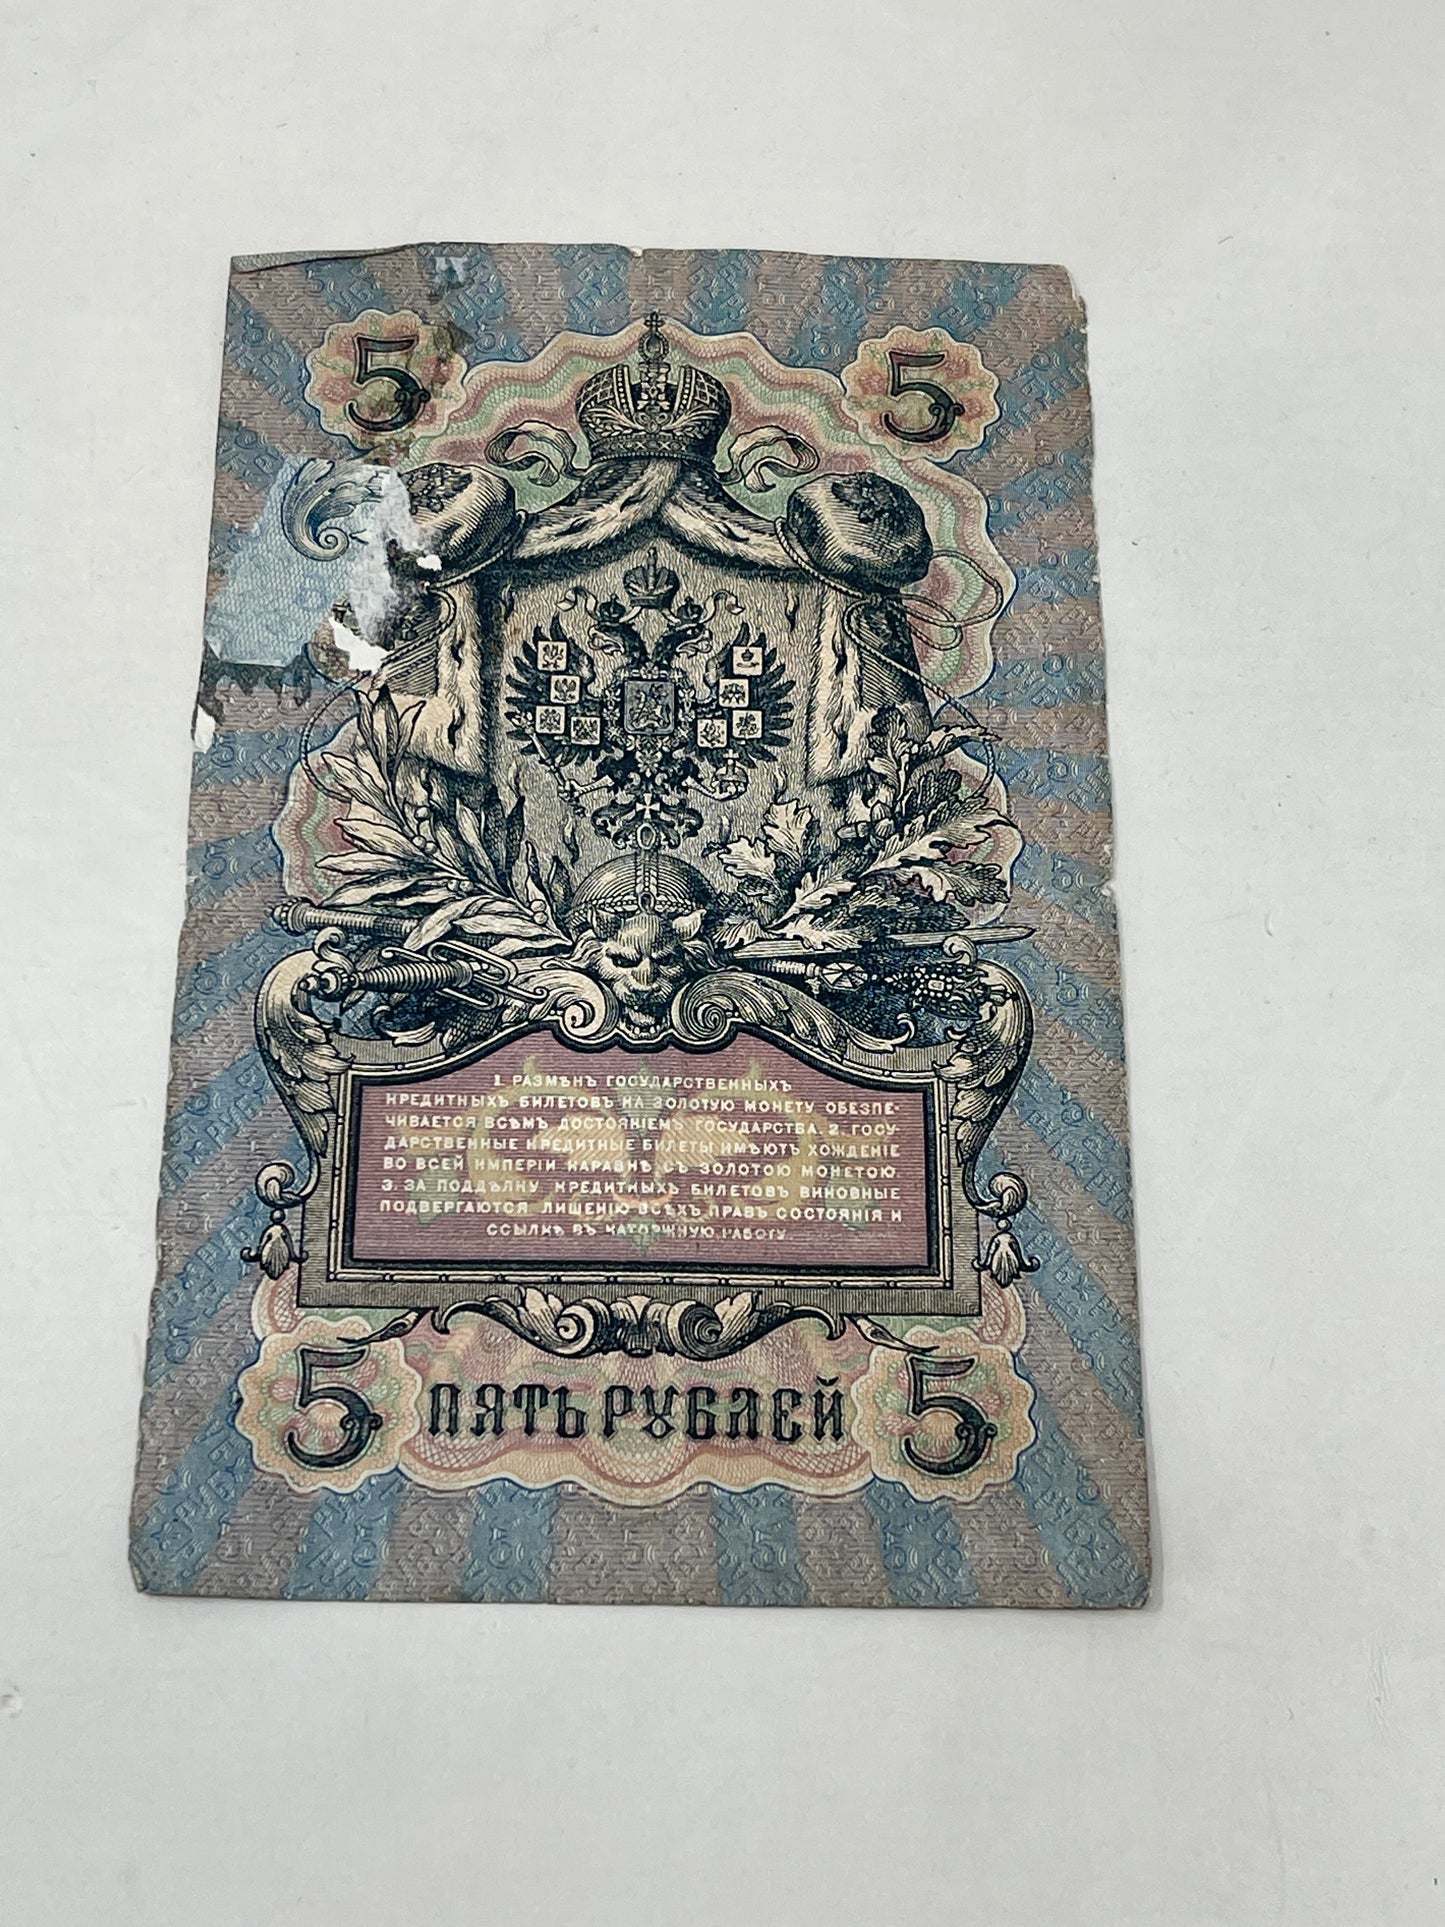 5 5
1. РАЗМѢНЪ ГОСУДАРСТВЕННЫХЪ
КРЕДИТНЫХЪ БИЛЕТОВЪ НА ЗОЛОТУЮ МОНЕТУ ОБЕЗПЕ-
ЧИВАЕТСЯ ВСѢМЪ ДОСТОЯНІЕМЪ ГОСУДАРСТВА. 2. ГОСУ-
ДАРСТВЕННЫЕ КРЕДИТНЫЕ БИЛЕТЫ ИМѢЮТЪ ХОЖДЕНІЕ
ВО ВСЕЙ ИМПЕРІИ НАРАВНѢ СЪ ЗОЛОТОЮ МОНЕТОЮ.
3. ЗА ПОДДѢЛКУ КРЕДИТНЫХЪ БИЛЕТОВЪ ВИНОВНЫЕ
ПОДВЕРГАЮТСЯ ЛИШЕНІЮ ВСѢХЪ ПРАВЪ СОСТОЯНІЯ И
ССЫЛКѢ ВЪ КАТОРЖНУЮ РАБОТУ.
5 ПЯТЬ РУБЛЕЙ 5